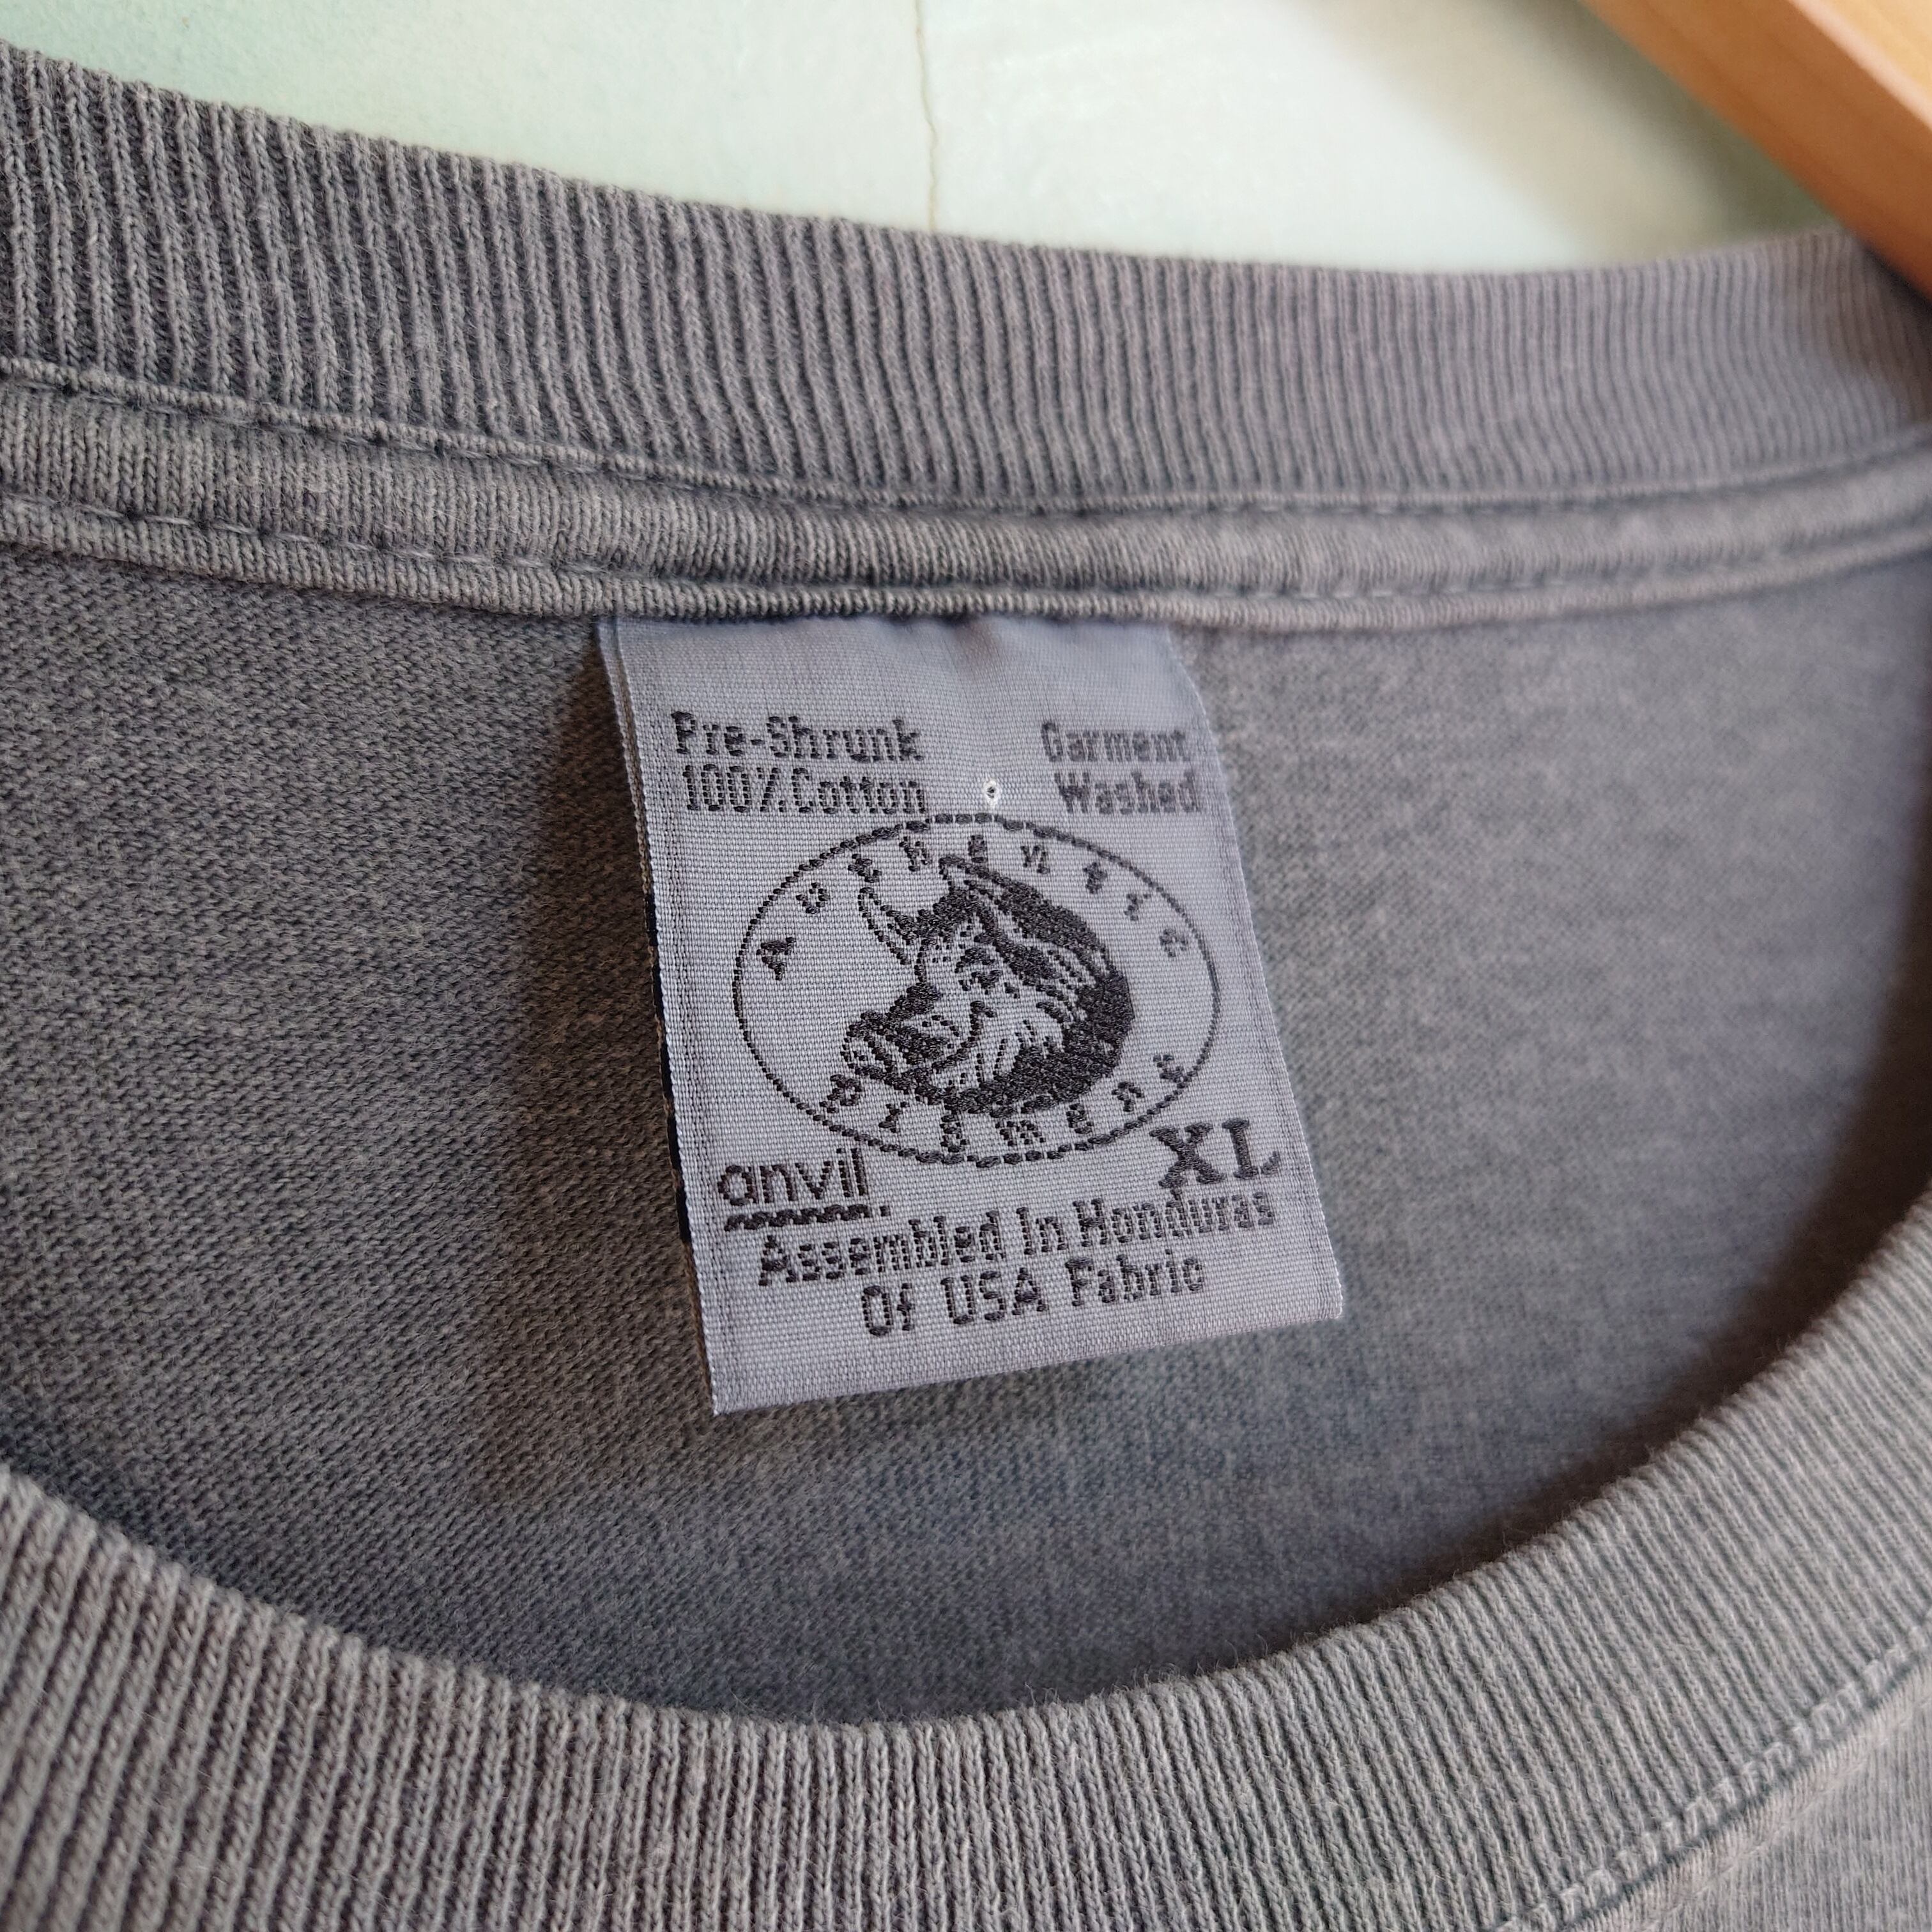 Pre-Shrunk
100% Cotton
Garment
Washed
Authentic
Pigment
anvil
XL
Assembled In Honduras
Of USA Fabric